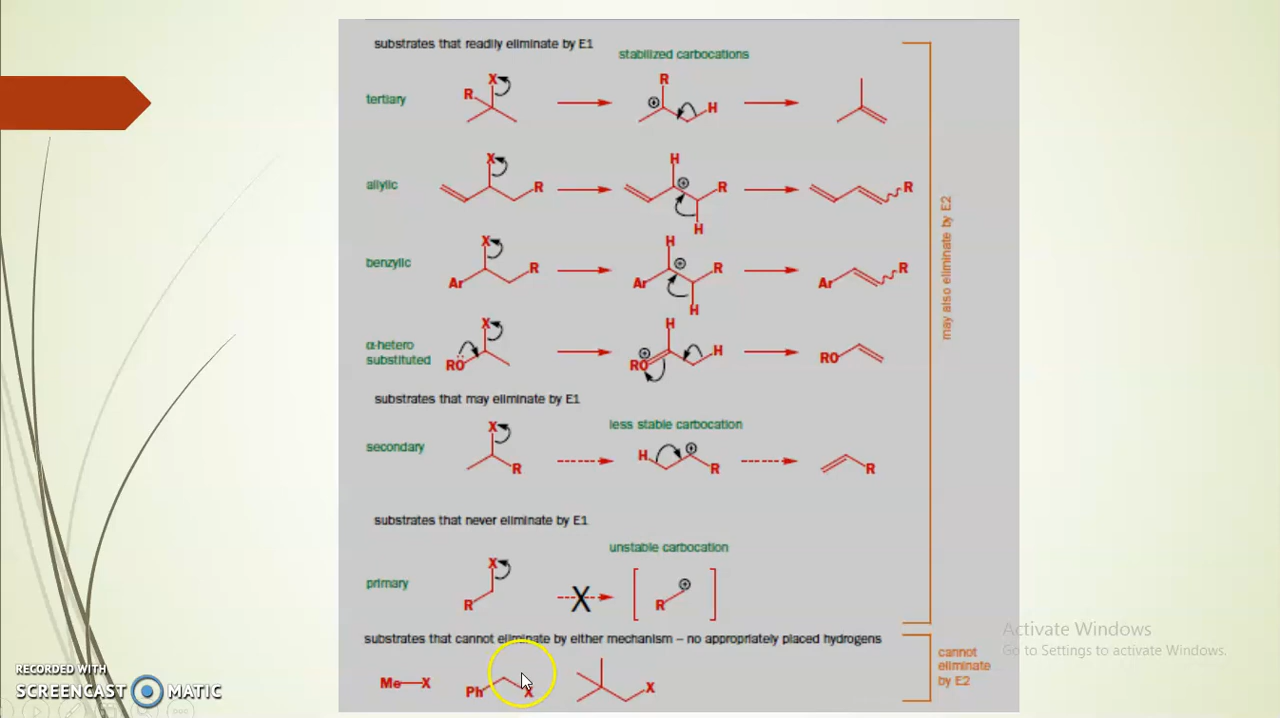 substrates that readily eliminate by E1
stabilized carbocations
tertiary
X
R
R
⊕
H
allylic
X
R
H
⊕
R
H
R
benzylic
X
Ar
R
H
⊕
Ar
R
H
Ar
R
α-hetero
substituted
X
RO
H
⊕
RO
H
RO
may also eliminate by E2
substrates that may eliminate by E1
less stable carbocation
secondary
X
R
H
⊕
R
R
substrates that never eliminate by E1
unstable carbocation
primary
X
R
X
R
⊕
substrates that cannot eliminate by either mechanism – no appropriately placed hydrogens
Me X
Ph X
X
cannot
eliminate
by E2
Activate Windows
Go to Settings to activate Windows.
RECORDED WITH
SCREENCAST MATIC